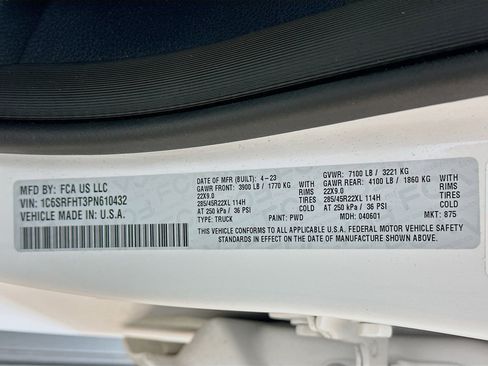 MFD BY: FCA US LLC
VIN: 1C6SRFHT3PN610432
VEHICLE MADE IN: U.S.A.
DATE OF MFR (BUILT): 4-23
GAWR FRONT: 3900 LB / 1770 KG WITH
22X9.0 RIMS
285/45R22XL 114H TIRES
AT 250 kPa / 36 PSI COLD
TYPE: TRUCK PAINT: PWD
GVWR: 7100 LB / 3221 KG
GAWR REAR: 4100 LB / 1860 KG WITH
22X9.0 RIMS
285/45R22XL 114H TIRES
AT 250 kPa / 36 PSI COLD
MDH: 040601 MKT: 875
THIS VEHICLE CONFORMS TO ALL APPLICABLE U.S.A. FEDERAL MOTOR VEHICLE SAFETY
STANDARDS IN EFFECT ON THE DATE OF MANUFACTURE SHOWN ABOVE.